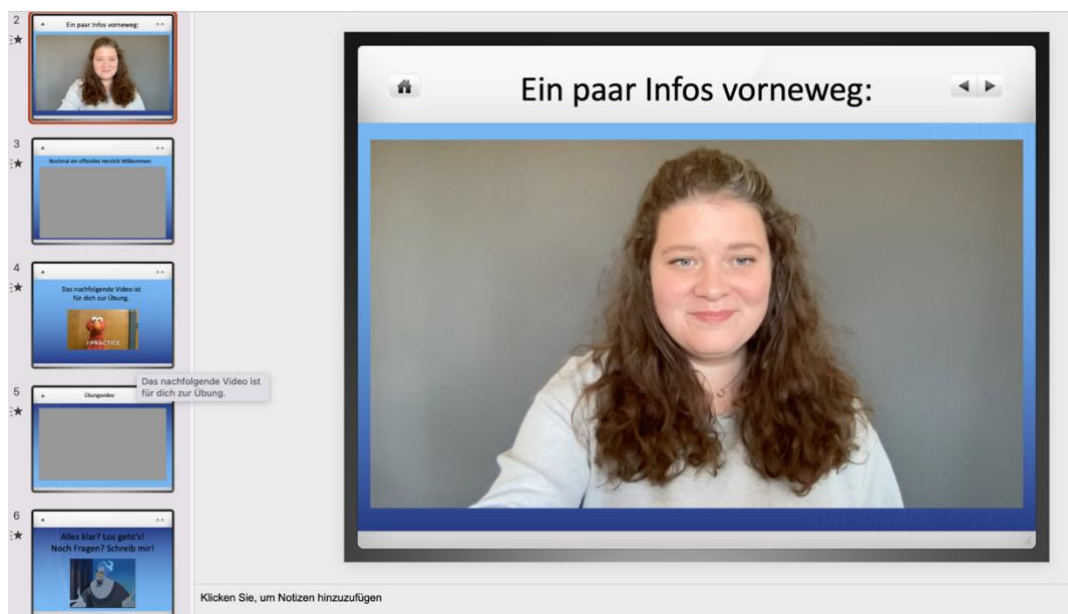 2
Ein paar Infos vorneweg:
3
Nochmal ein offizielles Herzlich Willkommen
4
Das nachfolgende Video ist
für dich zur Übung.
I PRACTICE
Das nachfolgende Video ist
für dich zur Übung.
5
Übungsvideo
6
Alles klar? Los geht's!
Noch Fragen? Schreib mir!
Ein paar Infos vorneweg:
Klicken Sie, um Notizen hinzuzufügen